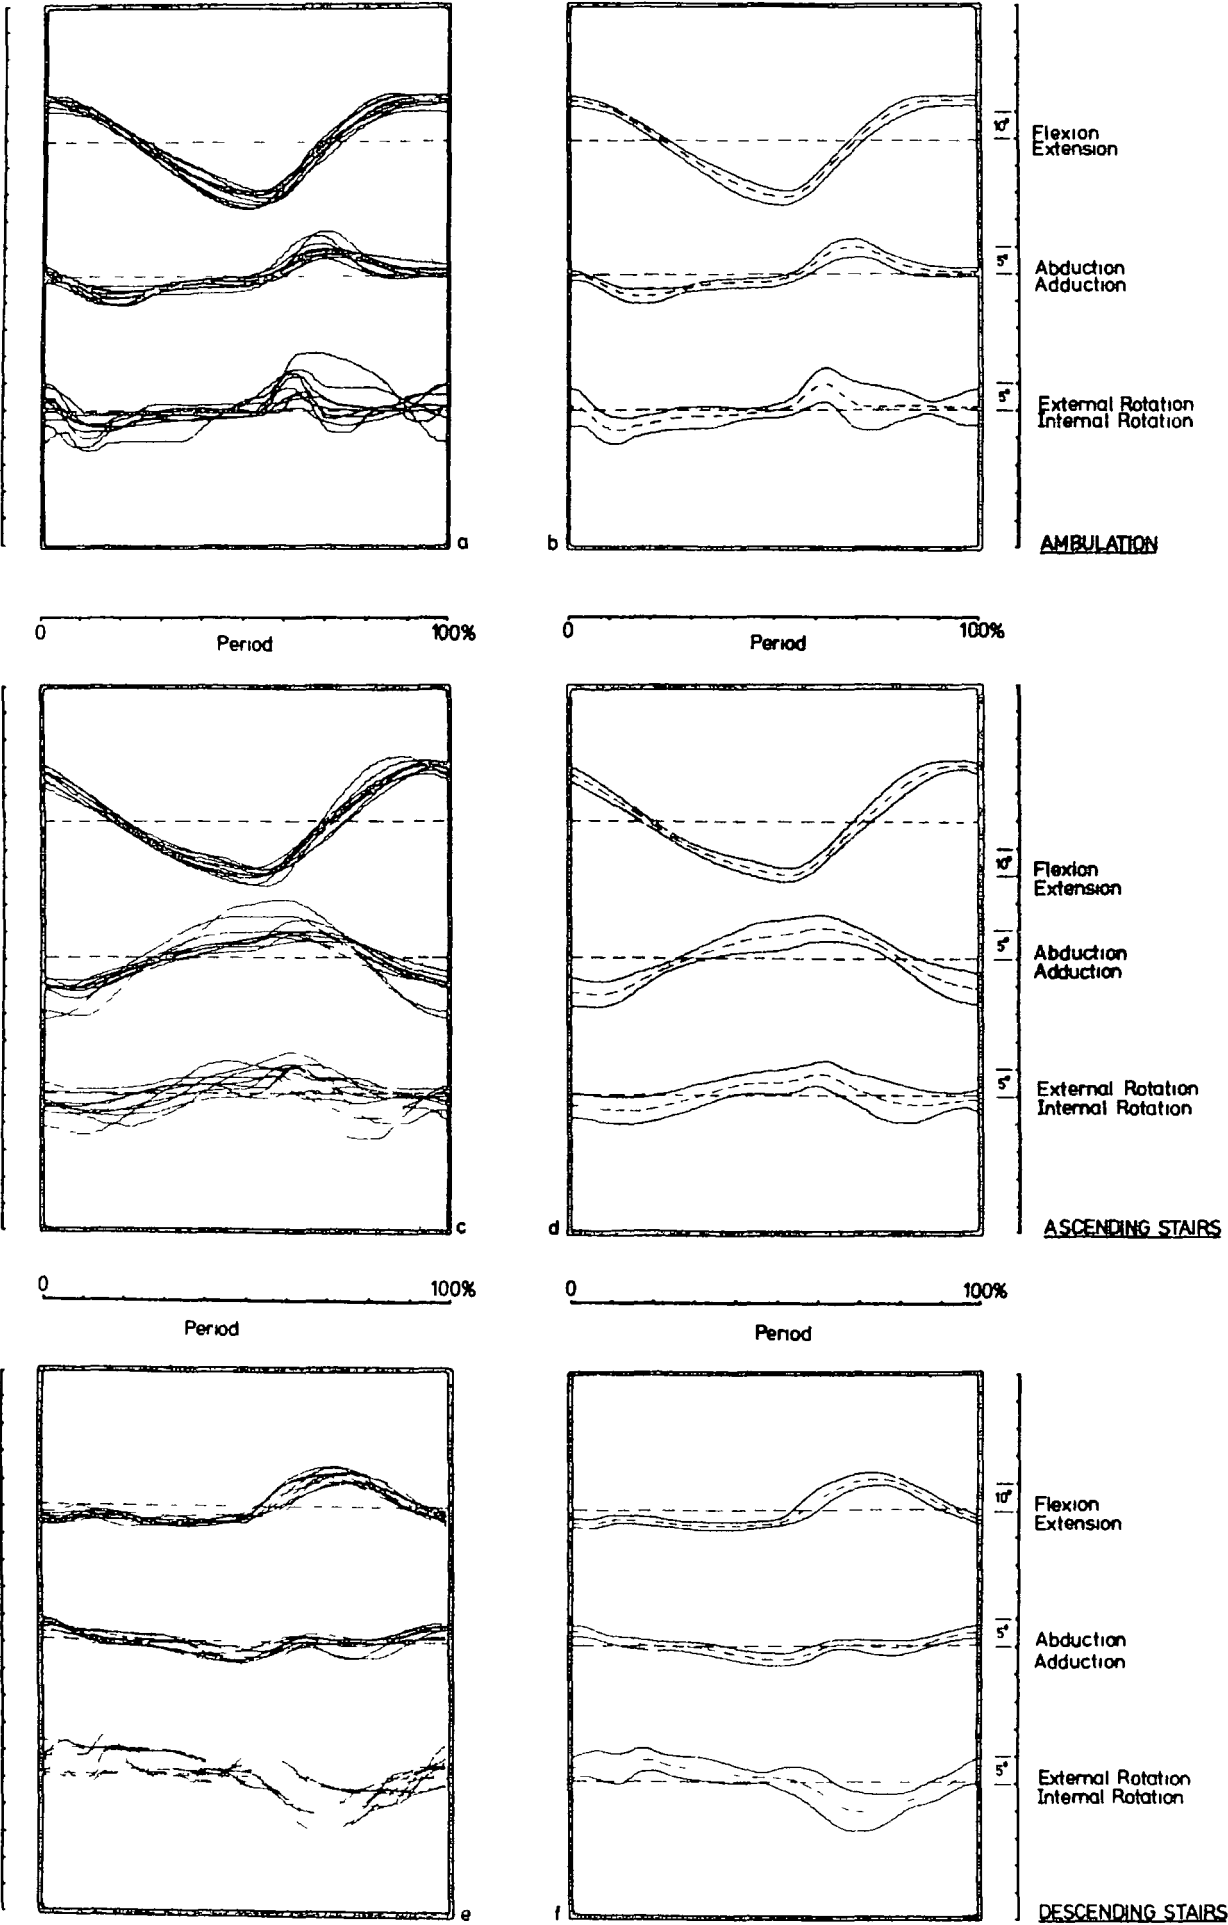 10°
Flexion
Extension
5°
Abduction
Adduction
5°
External Rotation
Internal Rotation
a
b
AMBULATION
0
100%
Period
0
100%
Period
10°
Flexion
Extension
5°
Abduction
Adduction
5°
External Rotation
Internal Rotation
c
d
ASCENDING STAIRS
0
100%
Period
0
100%
Period
10°
Flexion
Extension
5°
Abduction
Adduction
5°
External Rotation
Internal Rotation
e
f
DESCENDING STAIRS